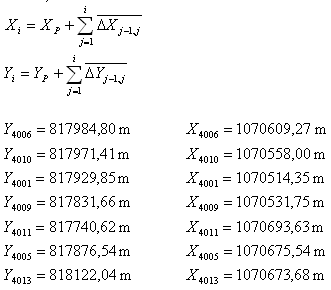 X_i = X_P + \sum_{j=1}^{i} \overline{\Delta X_{j-1,j}}
Y_i = Y_P + \sum_{j=1}^{i} \overline{\Delta Y_{j-1,j}}
Y_{4006} = 817984,80 m X_{4006} = 1070609,27 m
Y_{4010} = 817971,41 m X_{4010} = 1070558,00 m
Y_{4001} = 817929,85 m X_{4001} = 1070514,35 m
Y_{4009} = 817831,66 m X_{4009} = 1070531,75 m
Y_{4011} = 817740,62 m X_{4011} = 1070693,63 m
Y_{4005} = 817876,54 m X_{4005} = 1070675,54 m
Y_{4013} = 818122,04 m X_{4013} = 1070673,68 m